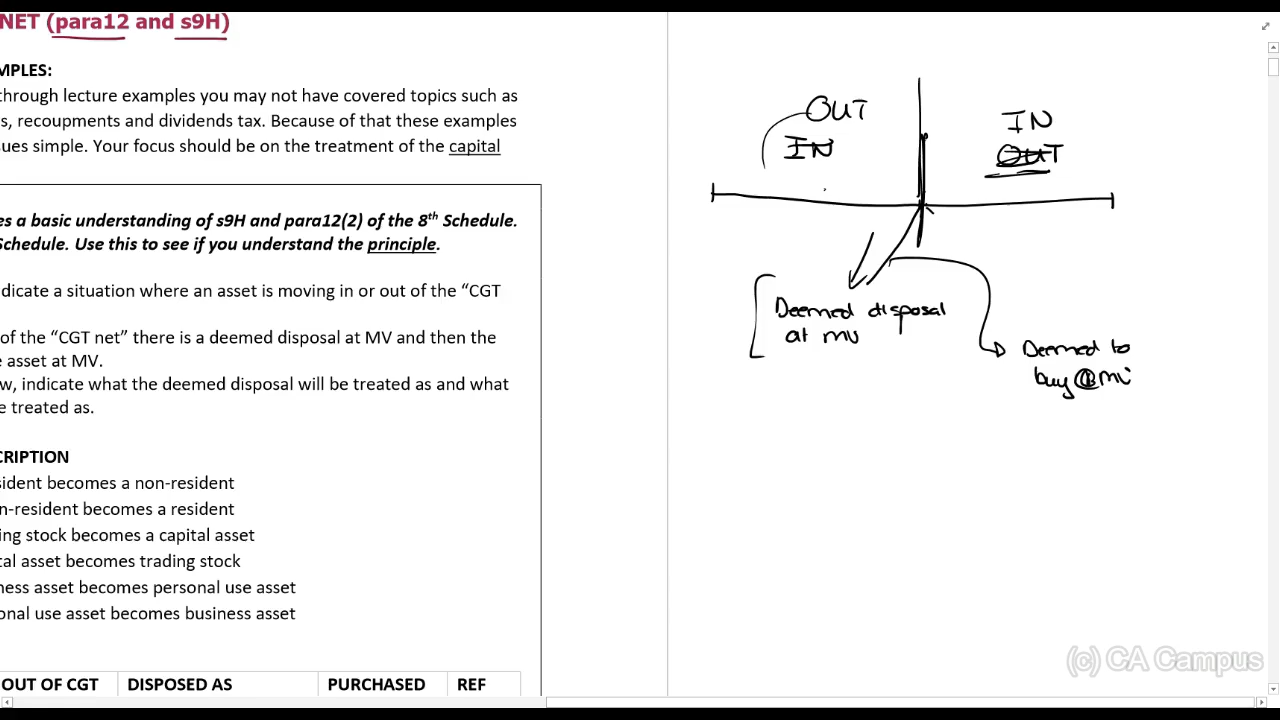 NET (para12 and s9H)
MPLES:
through lecture examples you may not have covered topics such as
s, recoupments and dividends tax. Because of that these examples
ues simple. Your focus should be on the treatment of the capital
es a basic understanding of s9H and para12(2) of the 8th Schedule.
Schedule. Use this to see if you understand the principle.
dicate a situation where an asset is moving in or out of the “CGT
of the “CGT net” there is a deemed disposal at MV and then the
e asset at MV.
w, indicate what the deemed disposal will be treated as and what
e treated as.
CRIPTION
sident becomes a non-resident
n-resident becomes a resident
ing stock becomes a capital asset
tal asset becomes trading stock
ness asset becomes personal use asset
onal use asset becomes business asset
OUT OF CGT DISPOSED AS PURCHASED REF
OUT
IN
IN
OUT
Deemed disposal
at mv
Deemed to
buy @ mv
(c) CA Campus